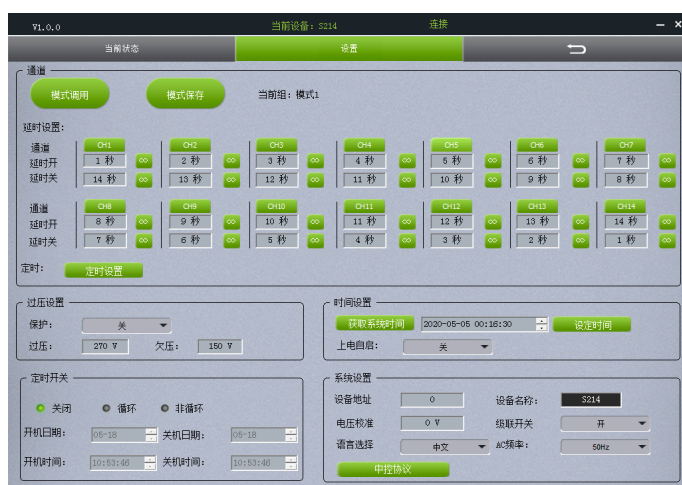 V1.0.0 当前设备：S214 连接
当前状态 设置
通道
模式调用 模式保存 当前组：模式1
延时设置：
通道 CH1 CH2 CH3 CH4 CH5 CH6 CH7
延时开 1 秒 ∞ 2 秒 ∞ 3 秒 ∞ 4 秒 ∞ 5 秒 ∞ 6 秒 ∞ 7 秒 ∞
延时关 14 秒 ∞ 13 秒 ∞ 12 秒 ∞ 11 秒 ∞ 10 秒 ∞ 9 秒 ∞ 8 秒 ∞
通道 CH8 CH9 CH10 CH11 CH12 CH13 CH14
延时开 8 秒 ∞ 9 秒 ∞ 10 秒 ∞ 11 秒 ∞ 12 秒 ∞ 13 秒 ∞ 14 秒 ∞
延时关 7 秒 ∞ 6 秒 ∞ 5 秒 ∞ 4 秒 ∞ 3 秒 ∞ 2 秒 ∞ 1 秒 ∞
定时： 定时设置
过压设置
保护： 关
过压： 270 V 欠压： 150 V
时间设置
获取系统时间 2020-05-05 00:16:30 设定时间
上电自启： 关
定时开关
关闭 循环 非循环
开机日期： 05-18 关机日期： 05-18
开机时间： 10:53:46 关机时间： 10:53:46
系统设置
设备地址 0 设备名称： S214
电压校准 0 V 级联开关 开
语言选择 中文 AC频率： 50Hz
中控协议